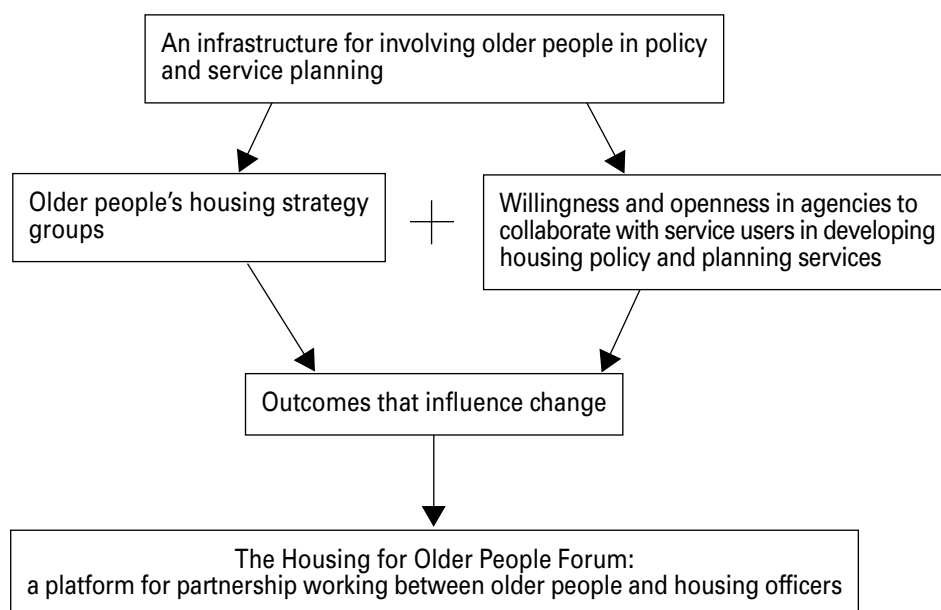 An infrastructure for involving older people in policy
and service planning
Older people’s housing strategy
groups
+
Willingness and openness in agencies to
collaborate with service users in developing
housing policy and planning services
Outcomes that influence change
The Housing for Older People Forum:
a platform for partnership working between older people and housing officers